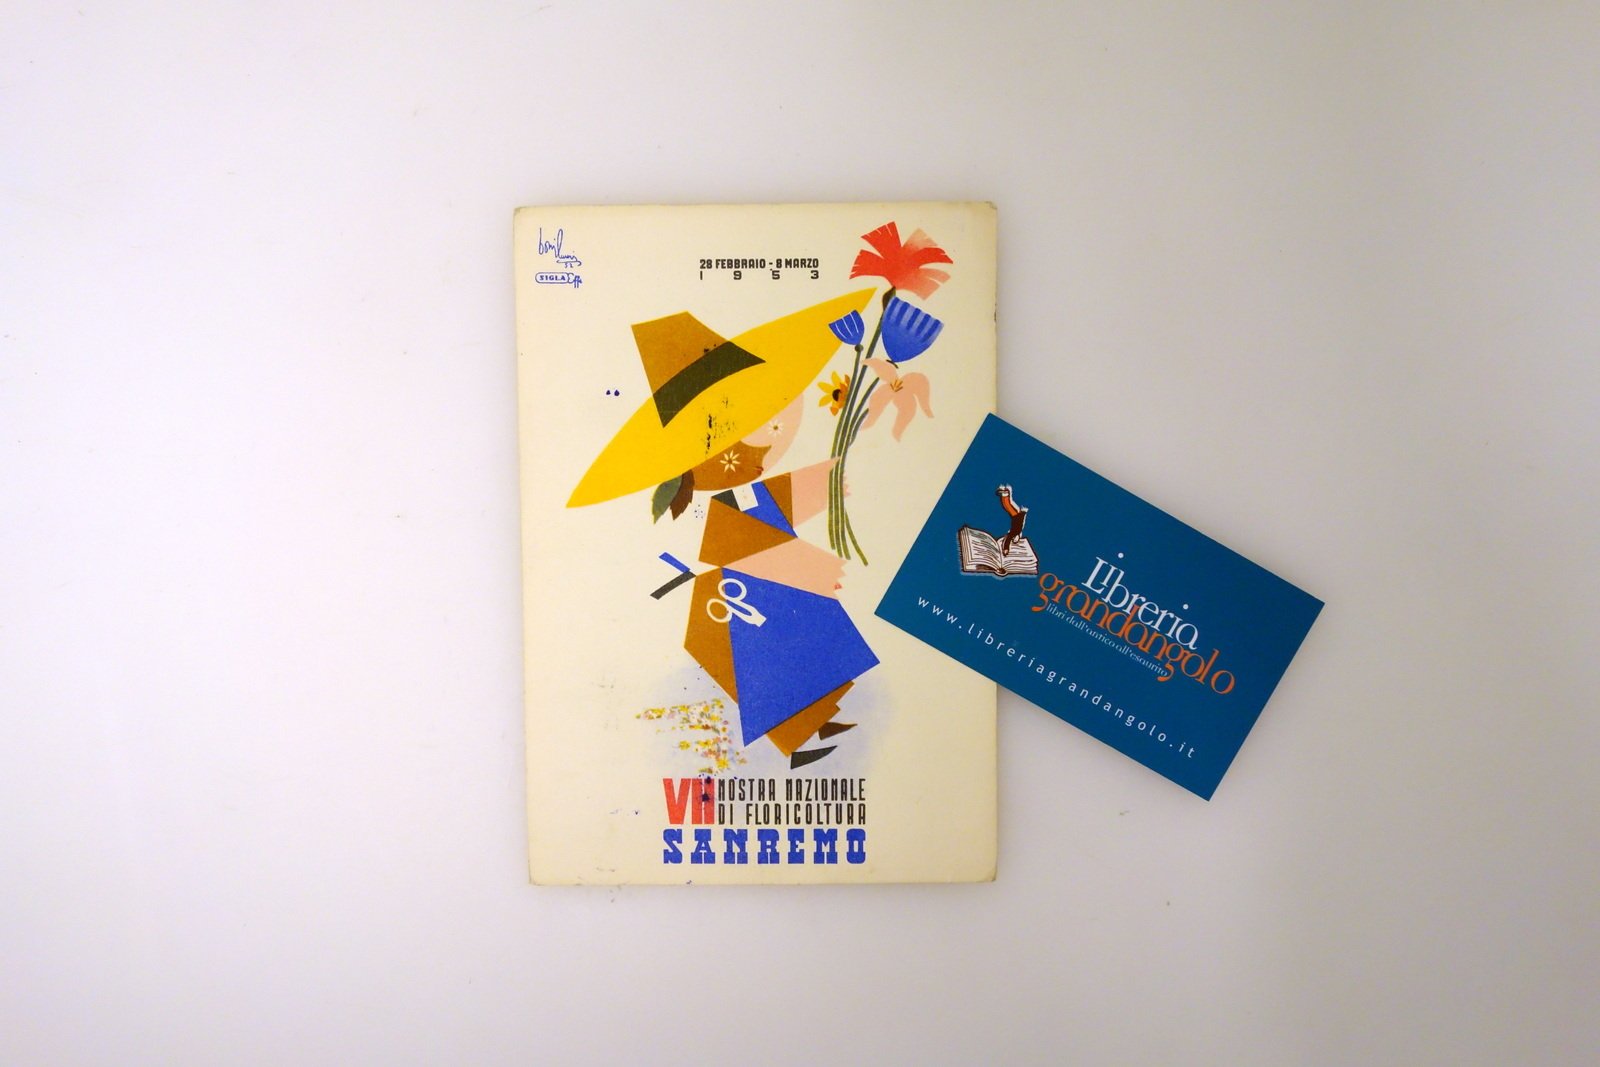 SIGLA Effe
28 FEBBRAIO - 8 MARZO
1953
VII MOSTRA NAZIONALE
DI FLORICOLTURA
SANREMO
Libreria
grandangolo
libri dall'antico all'esaurito
www.libreriagrandangolo.it